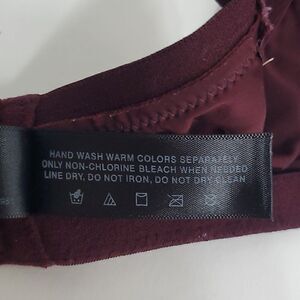 HAND WASH WARM COLORS SEPARATELY
ONLY NON-CHLORINE BLEACH WHEN NEEDED
LINE DRY, DO NOT IRON, DO NOT DRY CLEAN